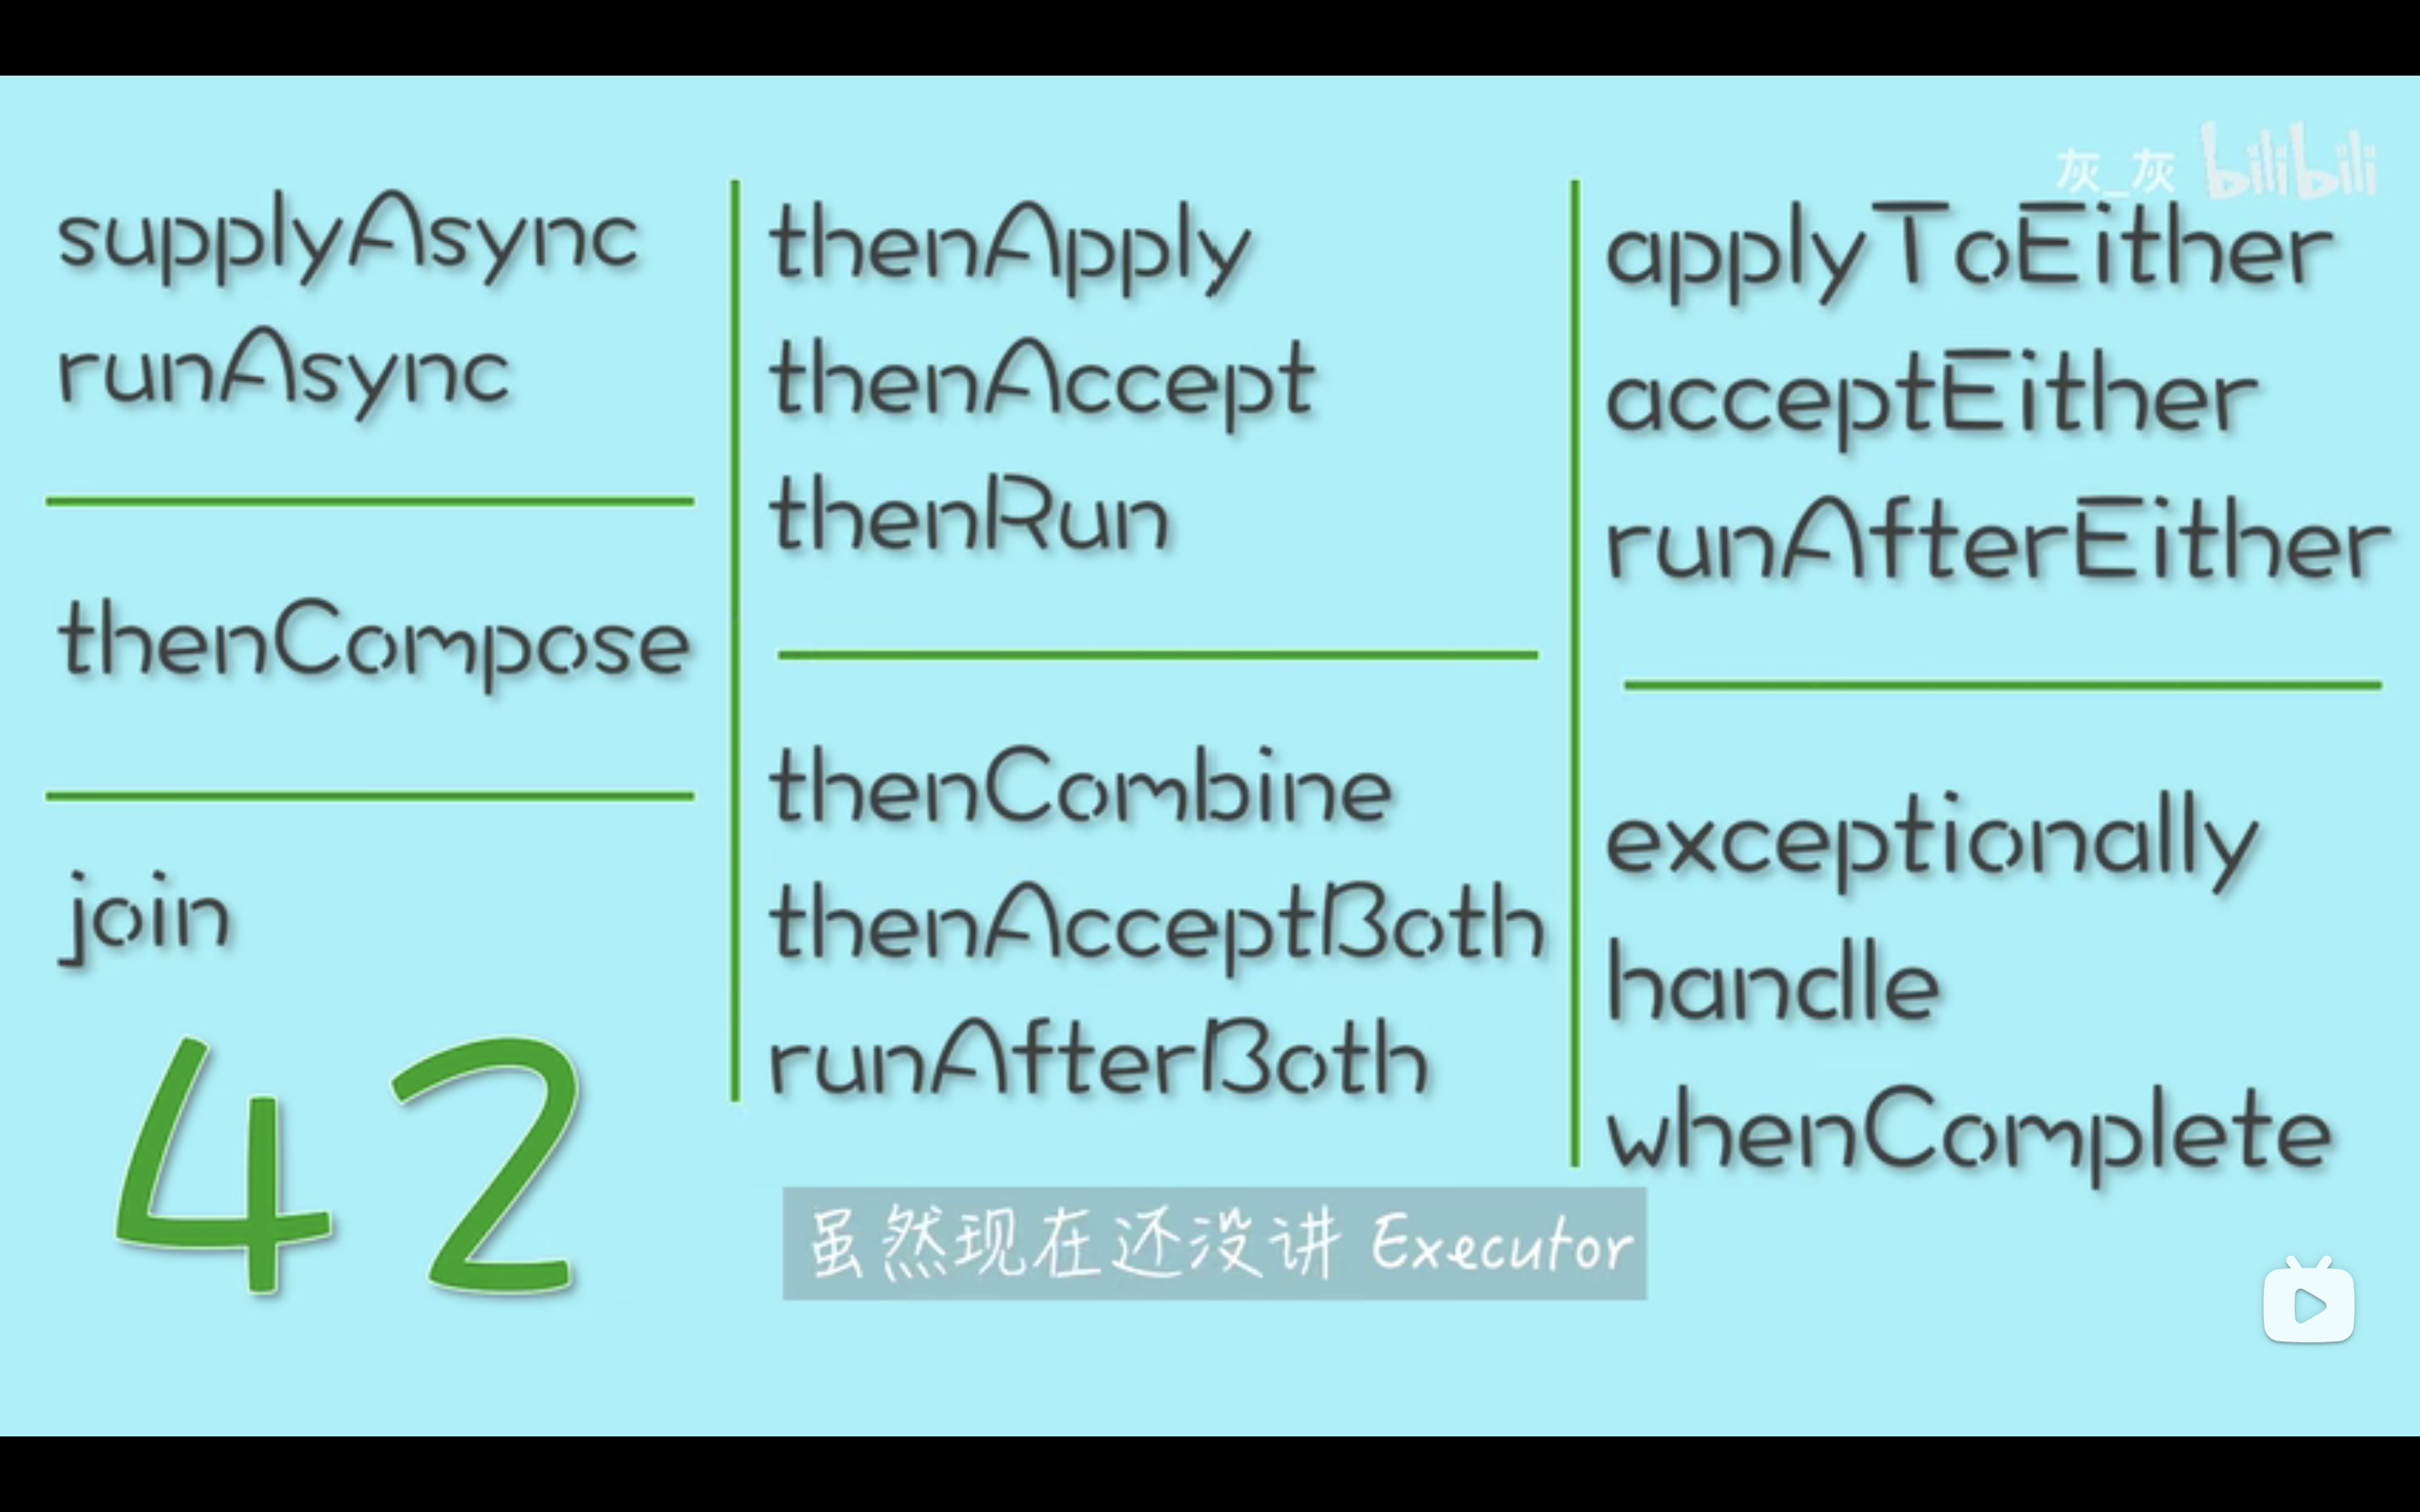 灰_灰 bilibili
supplyAsync
runAsync
thenCompose
join
42
thenApply
thenAccept
thenRun
thenCombine
thenAcceptBoth
runAfterBoth
applyToEither
acceptEither
runAfterEither
exceptionally
handle
whenComplete
虽然现在还没讲 Executor